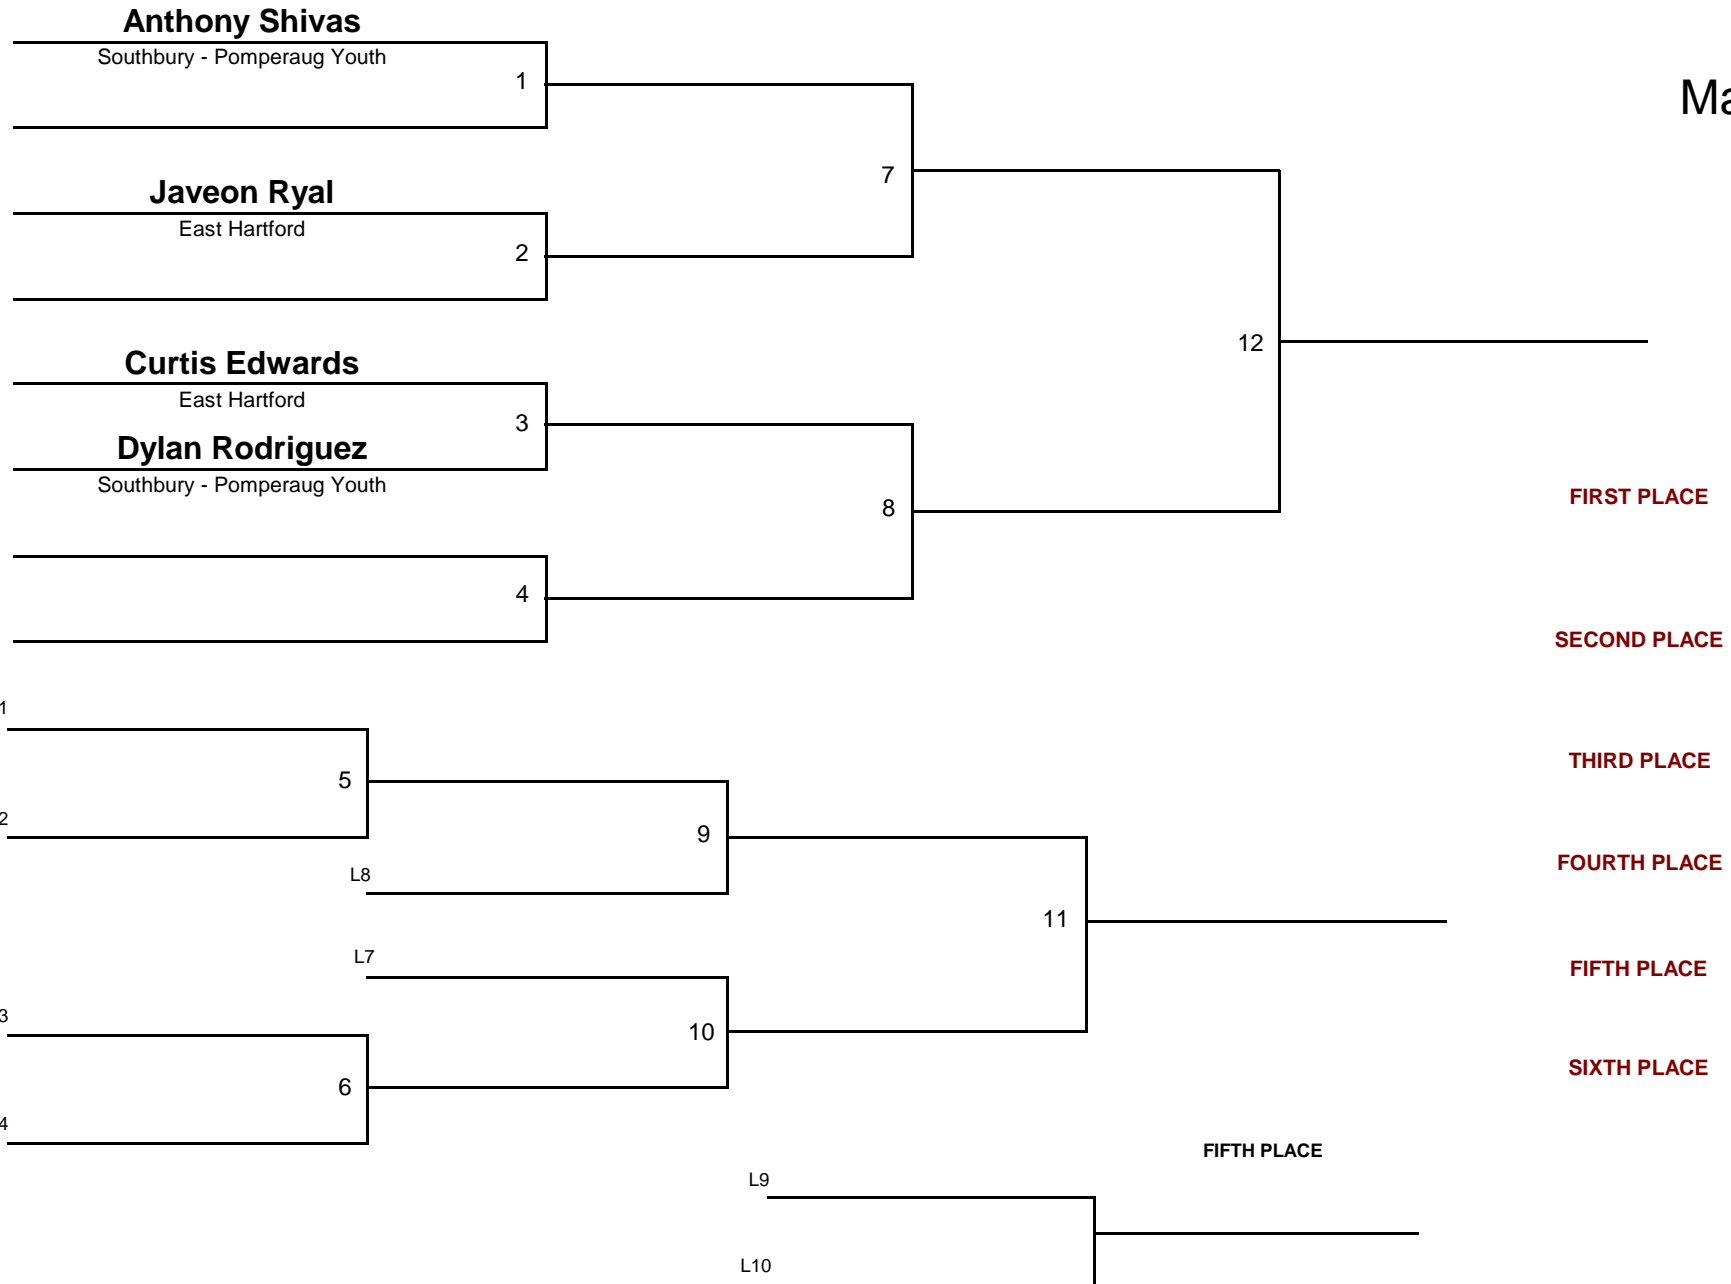 Anthony Shivas
Southbury - Pomperaug Youth
1
Ma
7
Javeon Ryal
East Hartford
2
12
Curtis Edwards
East Hartford
3
Dylan Rodriguez
Southbury - Pomperaug Youth
8
FIRST PLACE
4
SECOND PLACE
1
THIRD PLACE
5
2
9
FOURTH PLACE
L8
11
L7
FIFTH PLACE
3
10
SIXTH PLACE
6
4
FIFTH PLACE
L9
L10